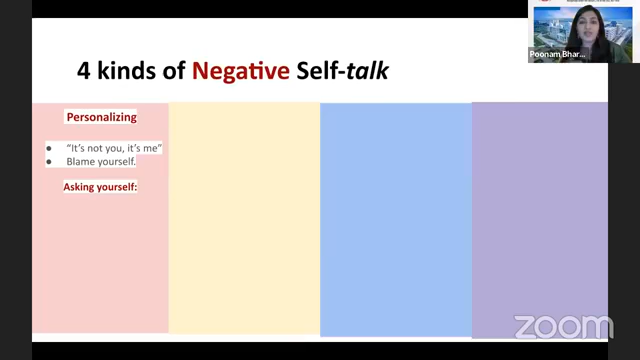 Poonam Bhar...
4 kinds of Negative Self-talk
Personalizing
● "It's not you, it's me"
● Blame yourself.
Asking yourself:
zoom